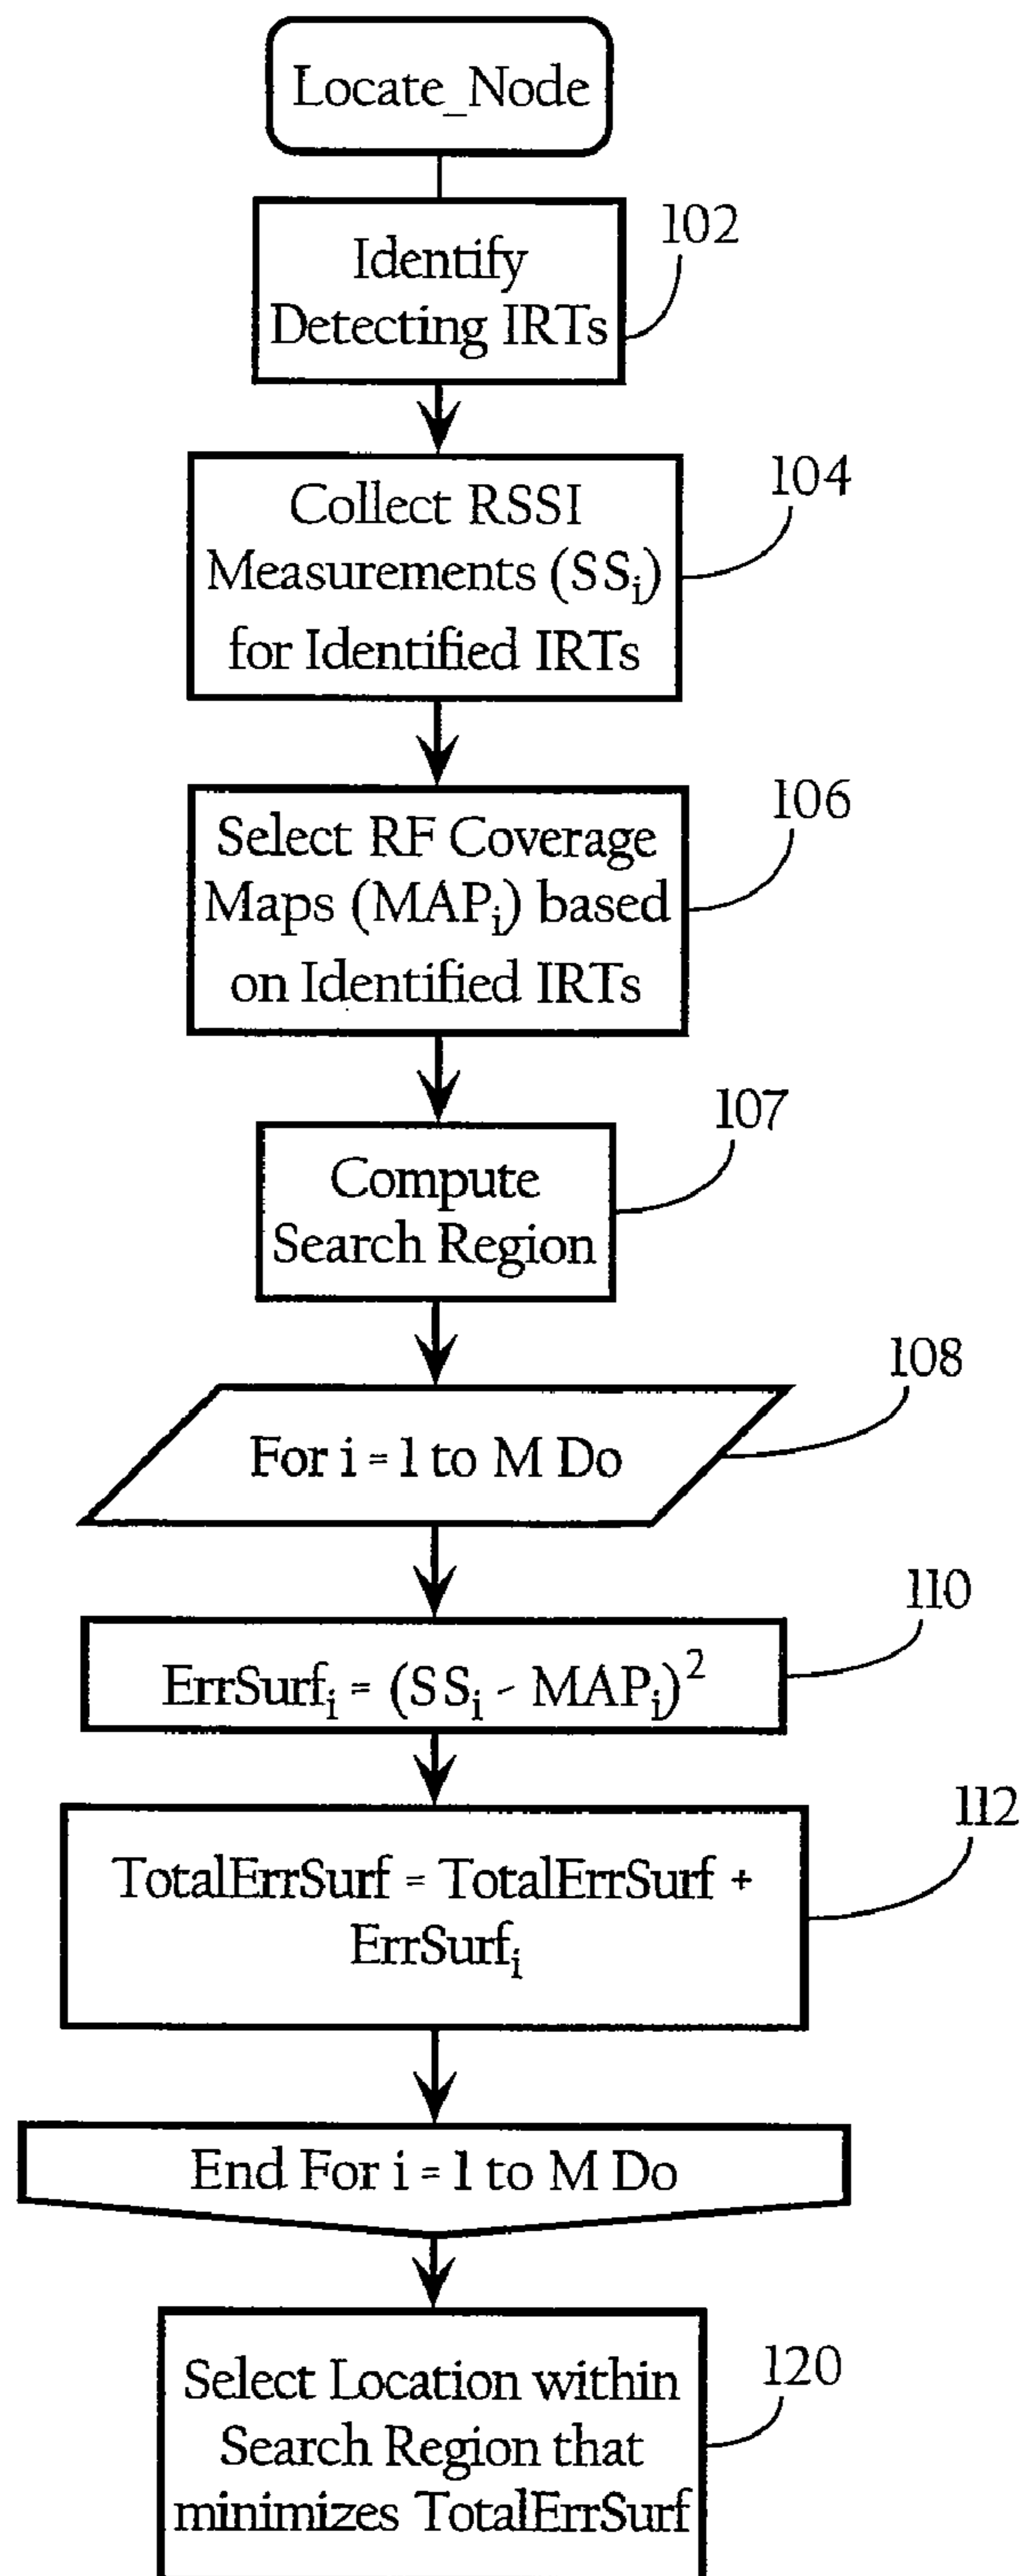 Locate_Node
102
Identify
Detecting IRTs
104
Collect RSSI
Measurements (SSi)
for Identified IRTs
106
Select RF Coverage
Maps (MAPi) based
on Identified IRTs
107
Compute
Search Region
108
For i = 1 to M Do
110
ErrSurfi = (SSi - MAPi)2
112
TotalErrSurf = TotalErrSurf +
ErrSurfi
End For i = 1 to M Do
120
Select Location within
Search Region that
minimizes TotalErrSurf